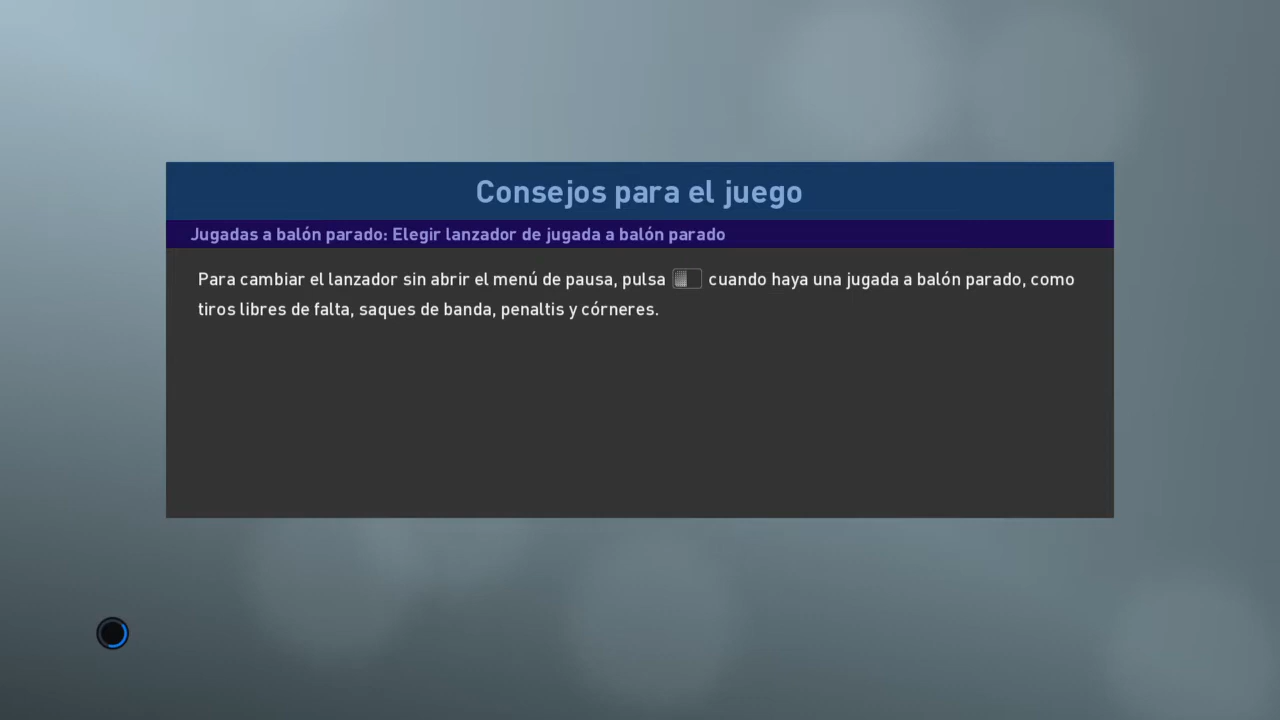 Consejos para el juego
Jugadas a balón parado: Elegir lanzador de jugada a balón parado
Para cambiar el lanzador sin abrir el menú de pausa, pulsa cuando haya una jugada a balón parado, como
tiros libres de falta, saques de banda, penaltis y córneres.